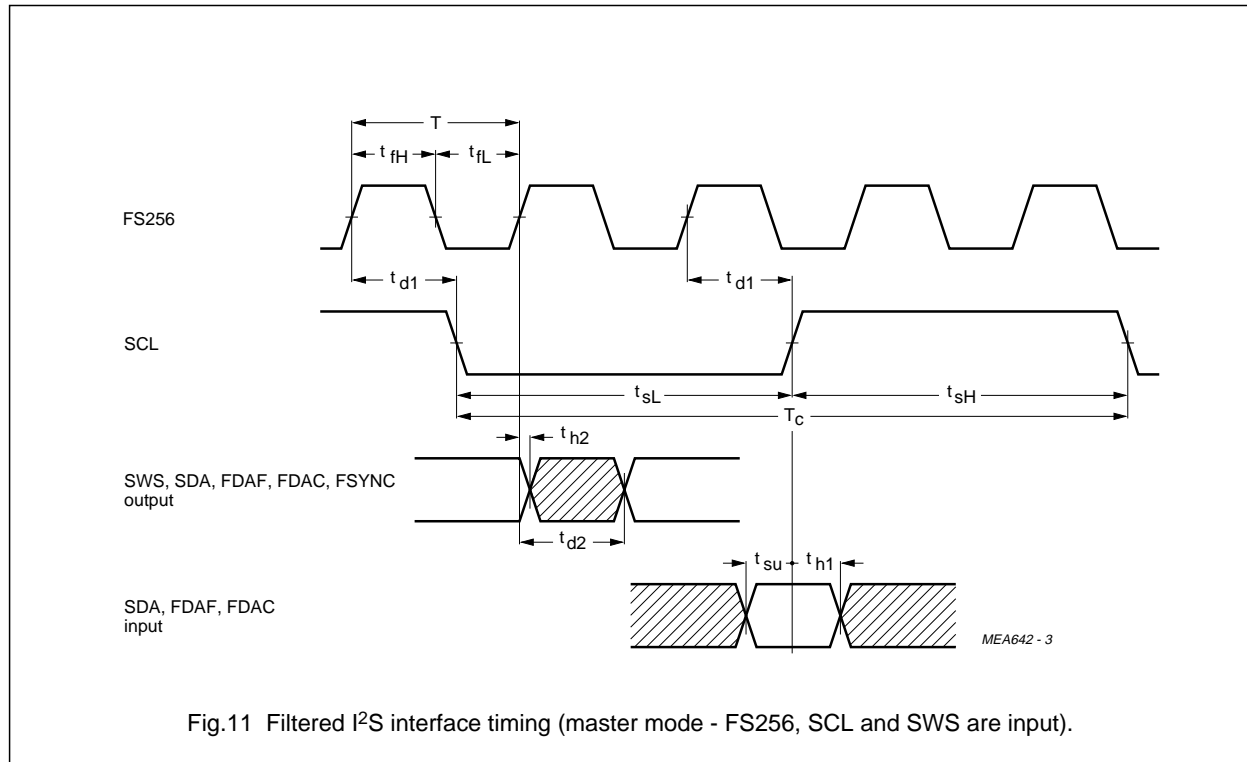 T
t fH
t fL
FS256
t d1
t d1
SCL
t sL
t sH
Tc
t h2
SWS, SDA, FDAF, FDAC, FSYNC
output
t d2
t su
t h1
SDA, FDAF, FDAC
input
MEA642 - 3
Fig.11 Filtered I²S interface timing (master mode - FS256, SCL and SWS are input).